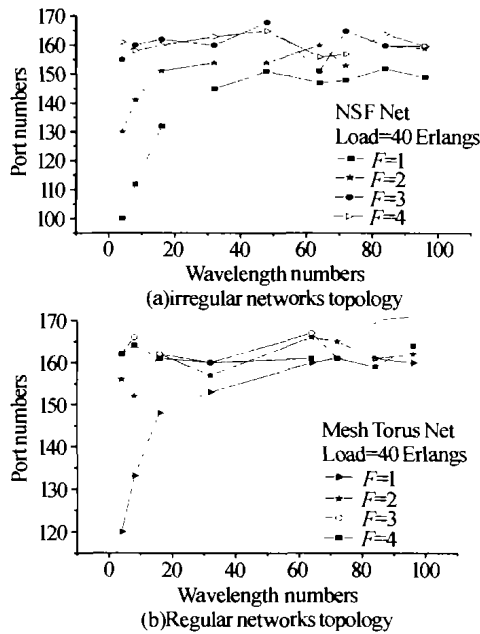 170
160
150
140
130
120
110
100
Port numbers
NSF Net
Load=40 Erlangs
F=1
F=2
F=3
F=4
0 20 40 60 80 100
Wavelength numbers
(a)irregular networks topology
170
160
150
140
130
120
Port numbers
Mesh Torus Net
Load=40 Erlangs
F=1
F=2
F=3
F=4
0 20 40 60 80 100
Wavelength numbers
(b)Regular networks topology